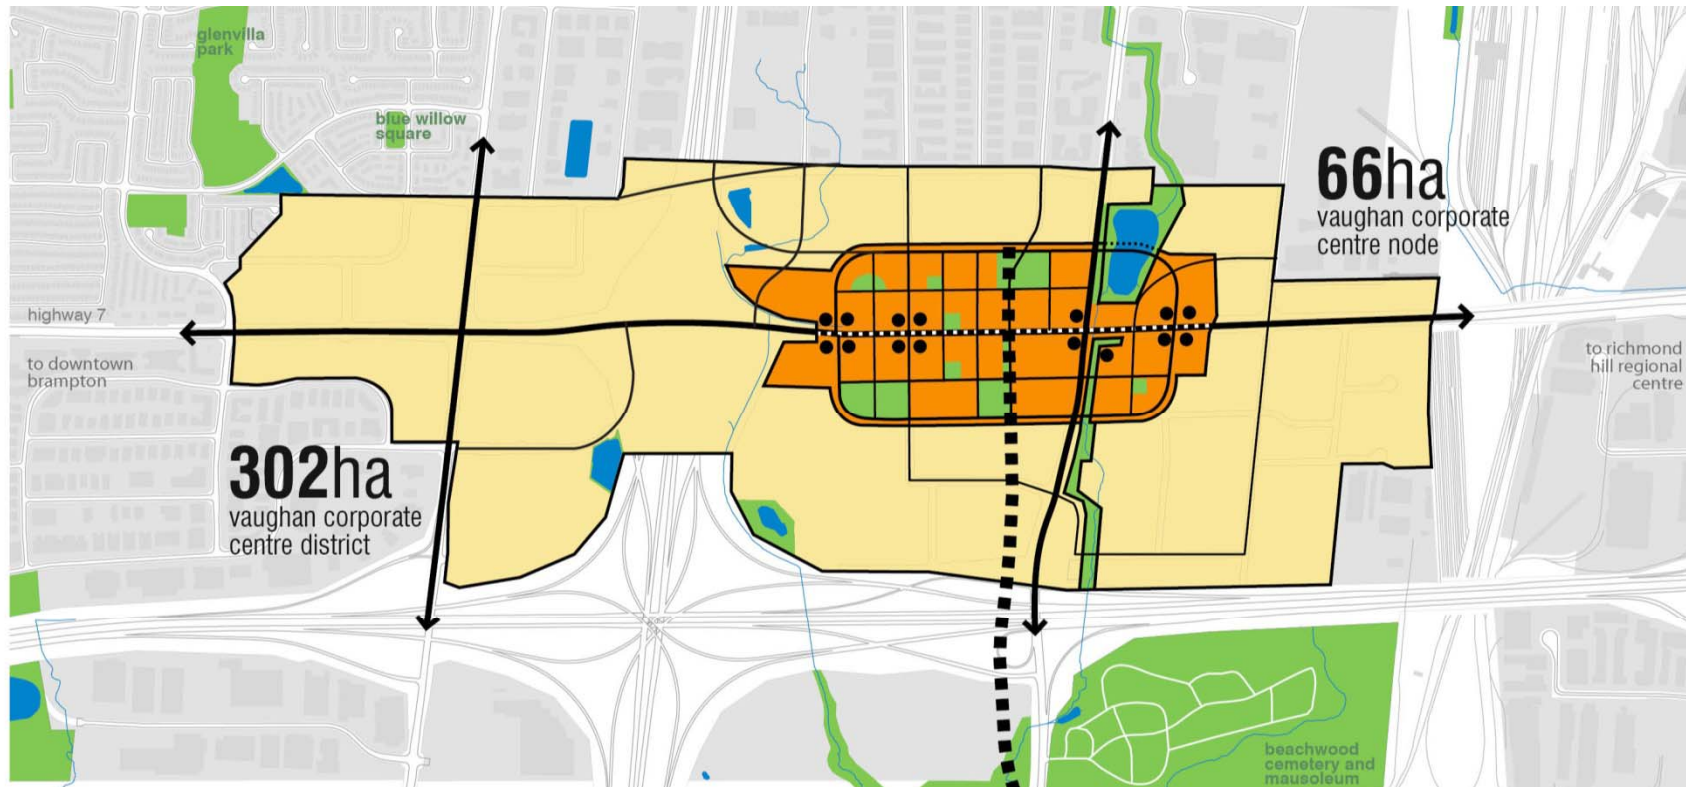 glenvilla
park
blue willow
square
66ha
vaughan corporate
centre node
highway 7
to downtown
brampton
to richmond
hill regional
centre
302ha
vaughan corporate
centre district
beachwood
cemetery and
mausoleum